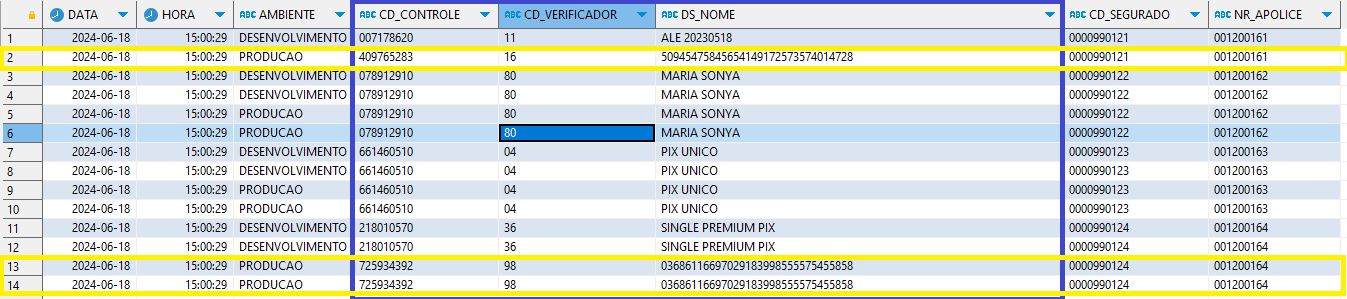 DATA HORA ABC AMBIENTE ABC CD_CONTROLE ABC CD_VERIFICADOR ABC DS_NOME ABC CD_SEGURADO ABC NR_APOLICE
1 2024-06-18 15:00:29 DESENVOLVIMENTO 007178620 11 ALE 20230518 0000990121 001200161
2 2024-06-18 15:00:29 PRODUCAO 409765283 16 50945475845654149172573574014728 0000990121 001200161
3 2024-06-18 15:00:29 DESENVOLVIMENTO 078912910 80 MARIA SONYA 0000990122 001200162
4 2024-06-18 15:00:29 DESENVOLVIMENTO 078912910 80 MARIA SONYA 0000990122 001200162
5 2024-06-18 15:00:29 PRODUCAO 078912910 80 MARIA SONYA 0000990122 001200162
6 2024-06-18 15:00:29 PRODUCAO 078912910 80 MARIA SONYA 0000990122 001200162
7 2024-06-18 15:00:29 DESENVOLVIMENTO 661460510 04 PIX UNICO 0000990123 001200163
8 2024-06-18 15:00:29 DESENVOLVIMENTO 661460510 04 PIX UNICO 0000990123 001200163
9 2024-06-18 15:00:29 PRODUCAO 661460510 04 PIX UNICO 0000990123 001200163
10 2024-06-18 15:00:29 PRODUCAO 661460510 04 PIX UNICO 0000990123 001200163
11 2024-06-18 15:00:29 DESENVOLVIMENTO 218010570 36 SINGLE PREMIUM PIX 0000990124 001200164
12 2024-06-18 15:00:29 DESENVOLVIMENTO 218010570 36 SINGLE PREMIUM PIX 0000990124 001200164
13 2024-06-18 15:00:29 PRODUCAO 725934392 98 03686116697029183998555575455858 0000990124 001200164
14 2024-06-18 15:00:29 PRODUCAO 725934392 98 03686116697029183998555575455858 0000990124 001200164